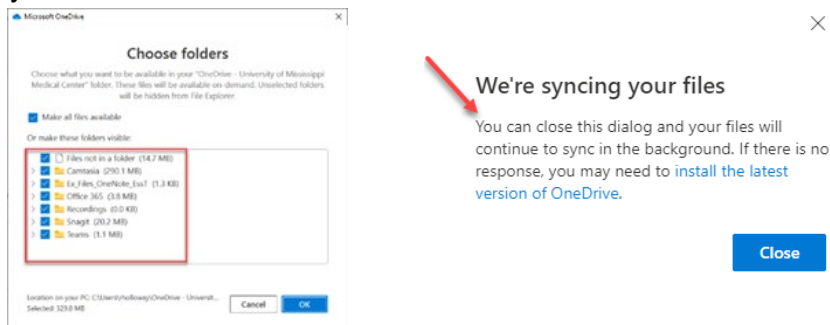 Microsoft OneDrive
Choose folders
Choose what you want to be available in your "OneDrive - University of Mississippi
Medical Center" folder. These files will be available on demand. Unselected folders
will be hidden from File Explorer.
Make all files available
Or make these folders visible:
Files not in a folder (14.7 MB)
Camtasia (290.1 MB)
Ex_Files_OneNote_EssT (1.3 KB)
Office 365 (3.8 MB)
Recordings (0.0 KB)
Snagit (20.2 MB)
Teams (1.1 MB)
Location on your PC: C:\Users\rholloway\OneDrive - Universit...
Selected: 329.8 MB
Cancel
OK
We're syncing your files
You can close this dialog and your files will
continue to sync in the background. If there is no
response, you may need to install the latest
version of OneDrive.
Close